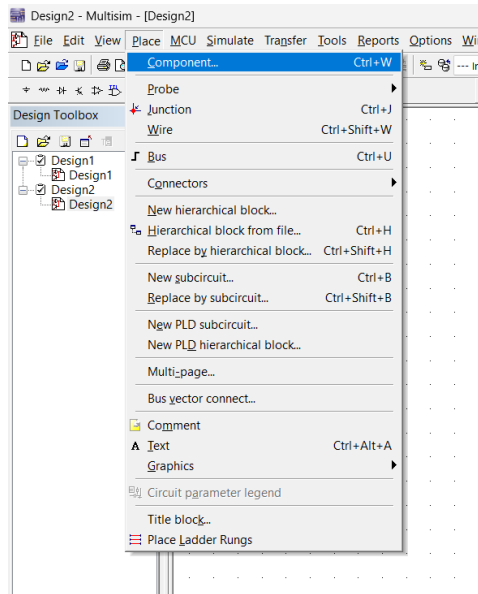 Design2 - Multisim - [Design2]
File Edit View Place MCU Simulate Transfer Tools Reports Options
Component... Ctrl+W
Probe
Junction Ctrl+J
Wire Ctrl+Shift+W
Bus Ctrl+U
Connectors
New hierarchical block...
Hierarchical block from file... Ctrl+H
Replace by hierarchical block... Ctrl+Shift+H
New subcircuit... Ctrl+B
Replace by subcircuit... Ctrl+Shift+B
New PLD subcircuit...
New PLD hierarchical block...
Multi-page...
Bus vector connect...
Comment
Text Ctrl+Alt+A
Graphics
Circuit parameter legend
Title block...
Place Ladder Rungs
Design Toolbox
Design1
Design1
Design2
Design2